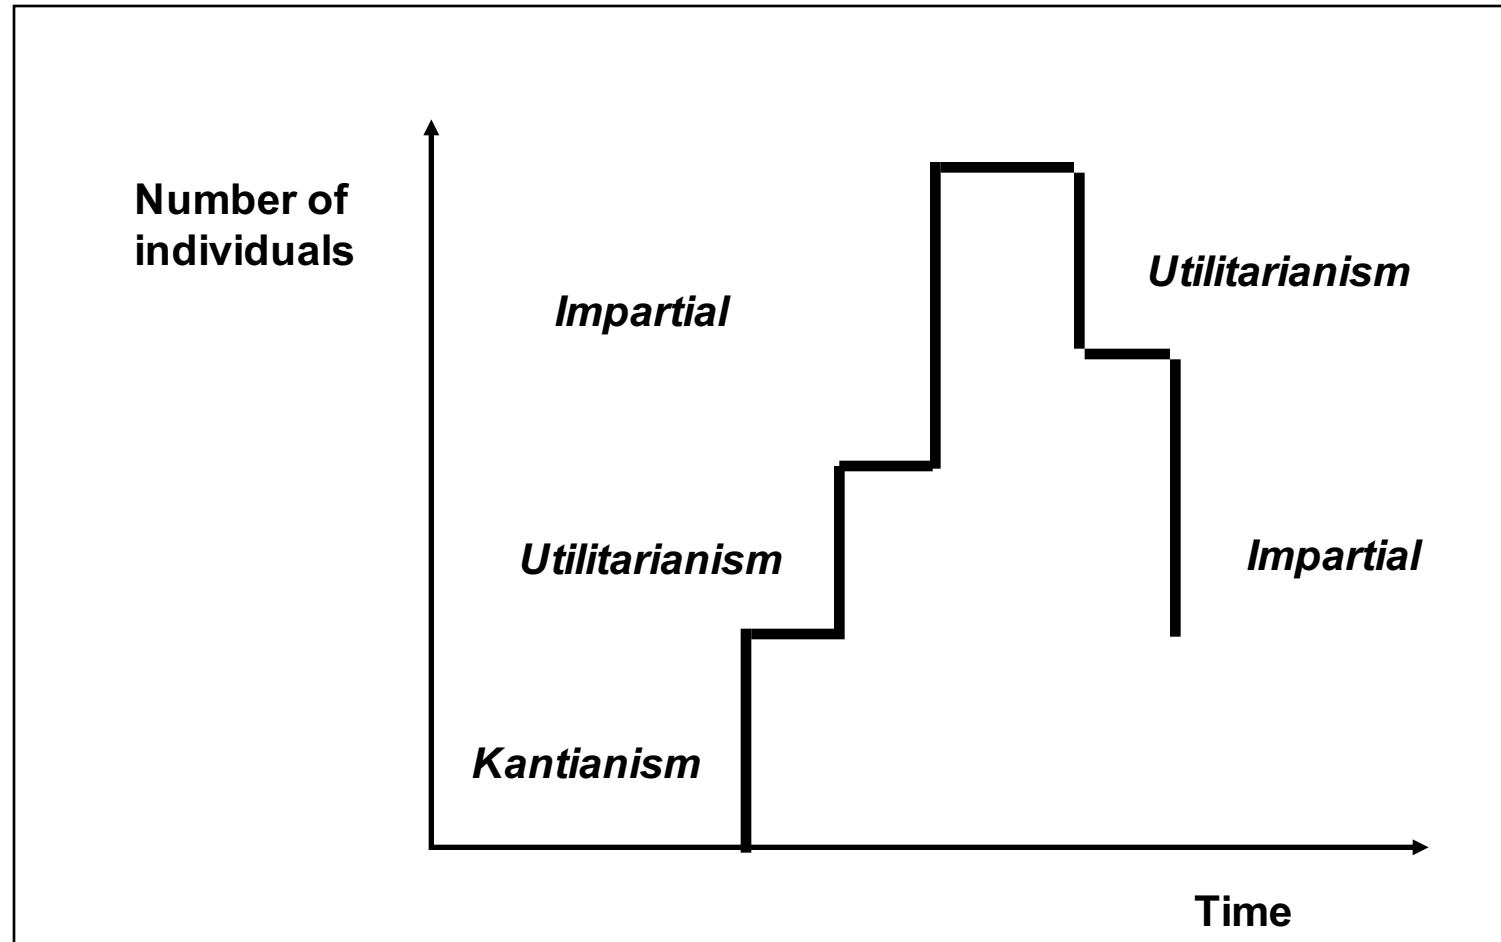 Number of
individuals
Impartial
Utilitarianism
Utilitarianism
Impartial
Kantianism
Time